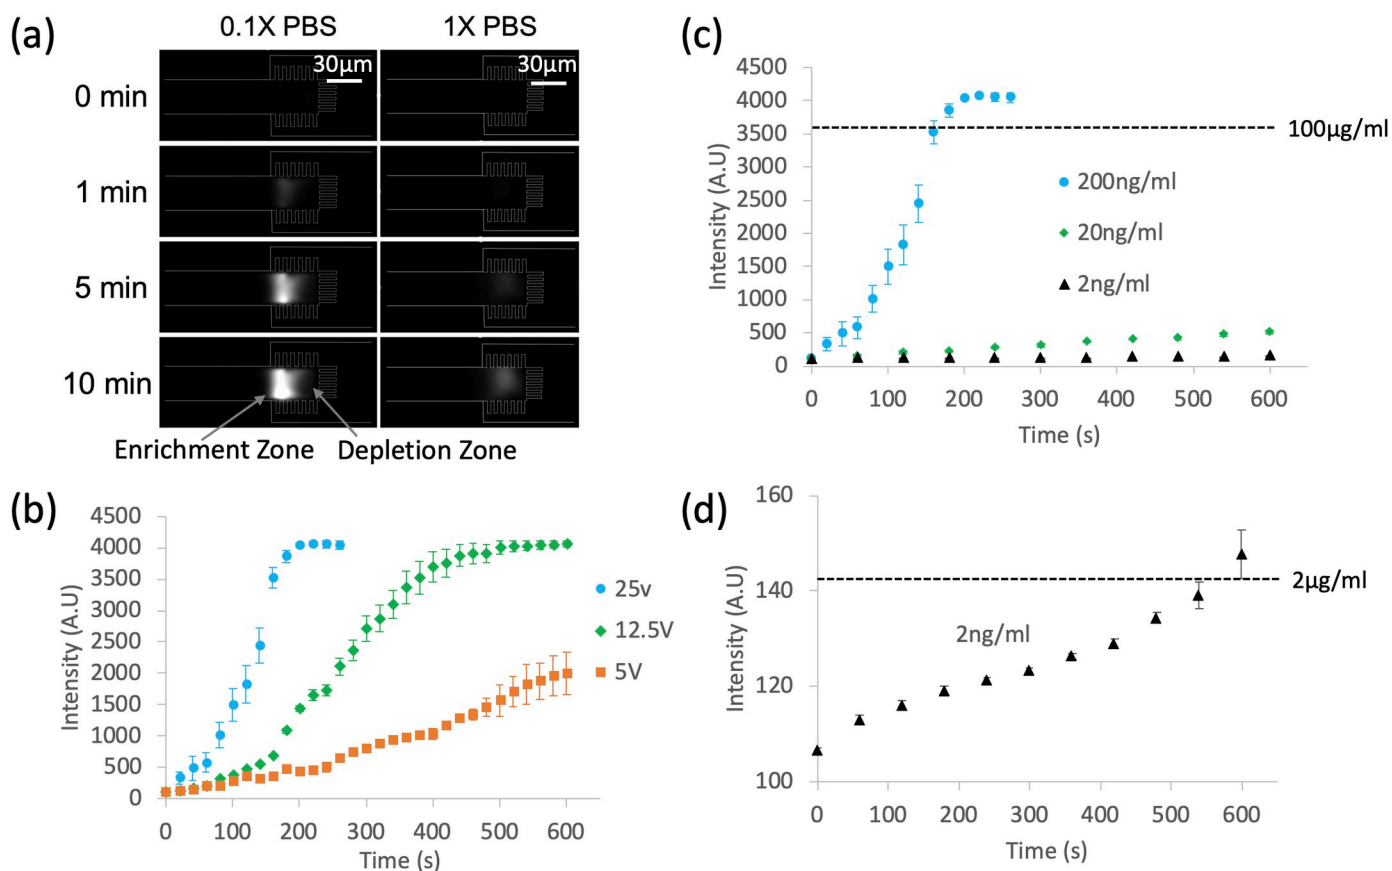 (a)
0.1X PBS
1X PBS
30µm
30µm
0 min
1 min
5 min
10 min
Enrichment Zone
Depletion Zone
(b)
4500
4000
3500
3000
2500
2000
1500
1000
500
0
Intensity (A.U)
0 100 200 300 400 500 600
Time (s)
25v
12.5V
5V
(c)
4500
4000
3500
3000
2500
2000
1500
1000
500
0
Intensity (A.U)
0 100 200 300 400 500 600
Time (s)
100µg/ml
200ng/ml
20ng/ml
2ng/ml
(d)
160
140
120
100
Intensity (A.U)
0 100 200 300 400 500 600
Time (s)
2µg/ml
2ng/ml